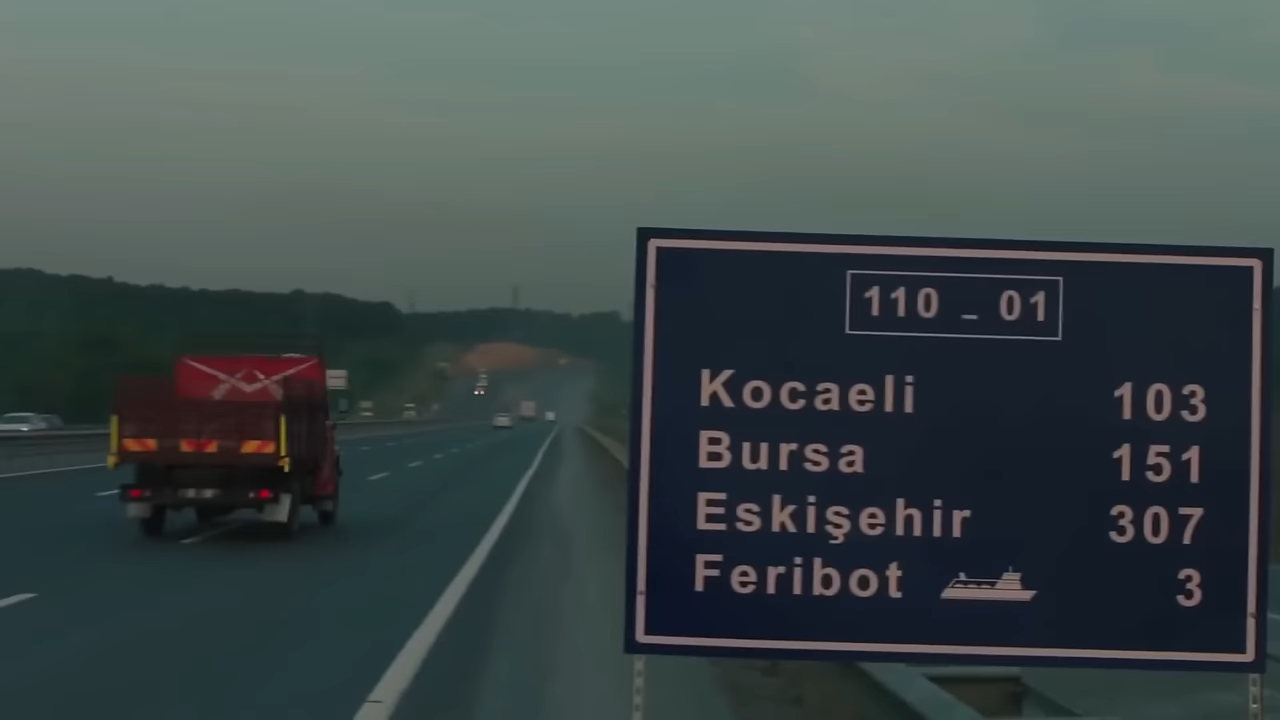 110 - 01
Kocaeli 103
Bursa 151
Eskişehir 307
Feribot 3